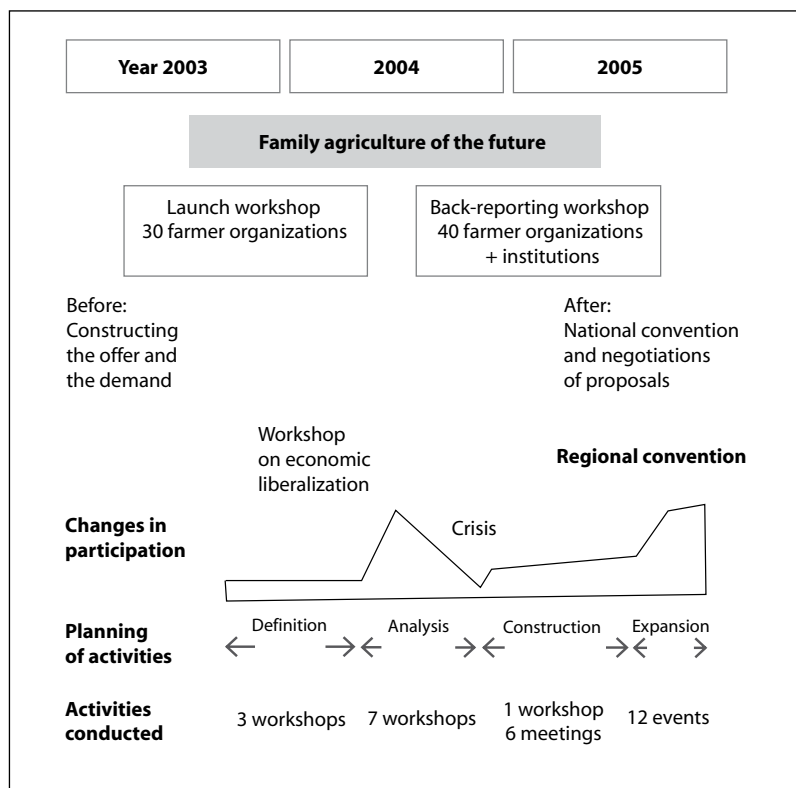 Year 2003
2004
2005
Family agriculture of the future
Launch workshop
30 farmer organizations
Back-reporting workshop
40 farmer organizations
+ institutions
Before:
Constructing
the offer and
the demand
After:
National convention
and negotiations
of proposals
Workshop
on economic
liberalization
Regional convention
Changes in
participation
Crisis
Planning
of activities
Definition
Analysis
Construction
Expansion
Activities
conducted
3 workshops
7 workshops
1 workshop
6 meetings
12 events